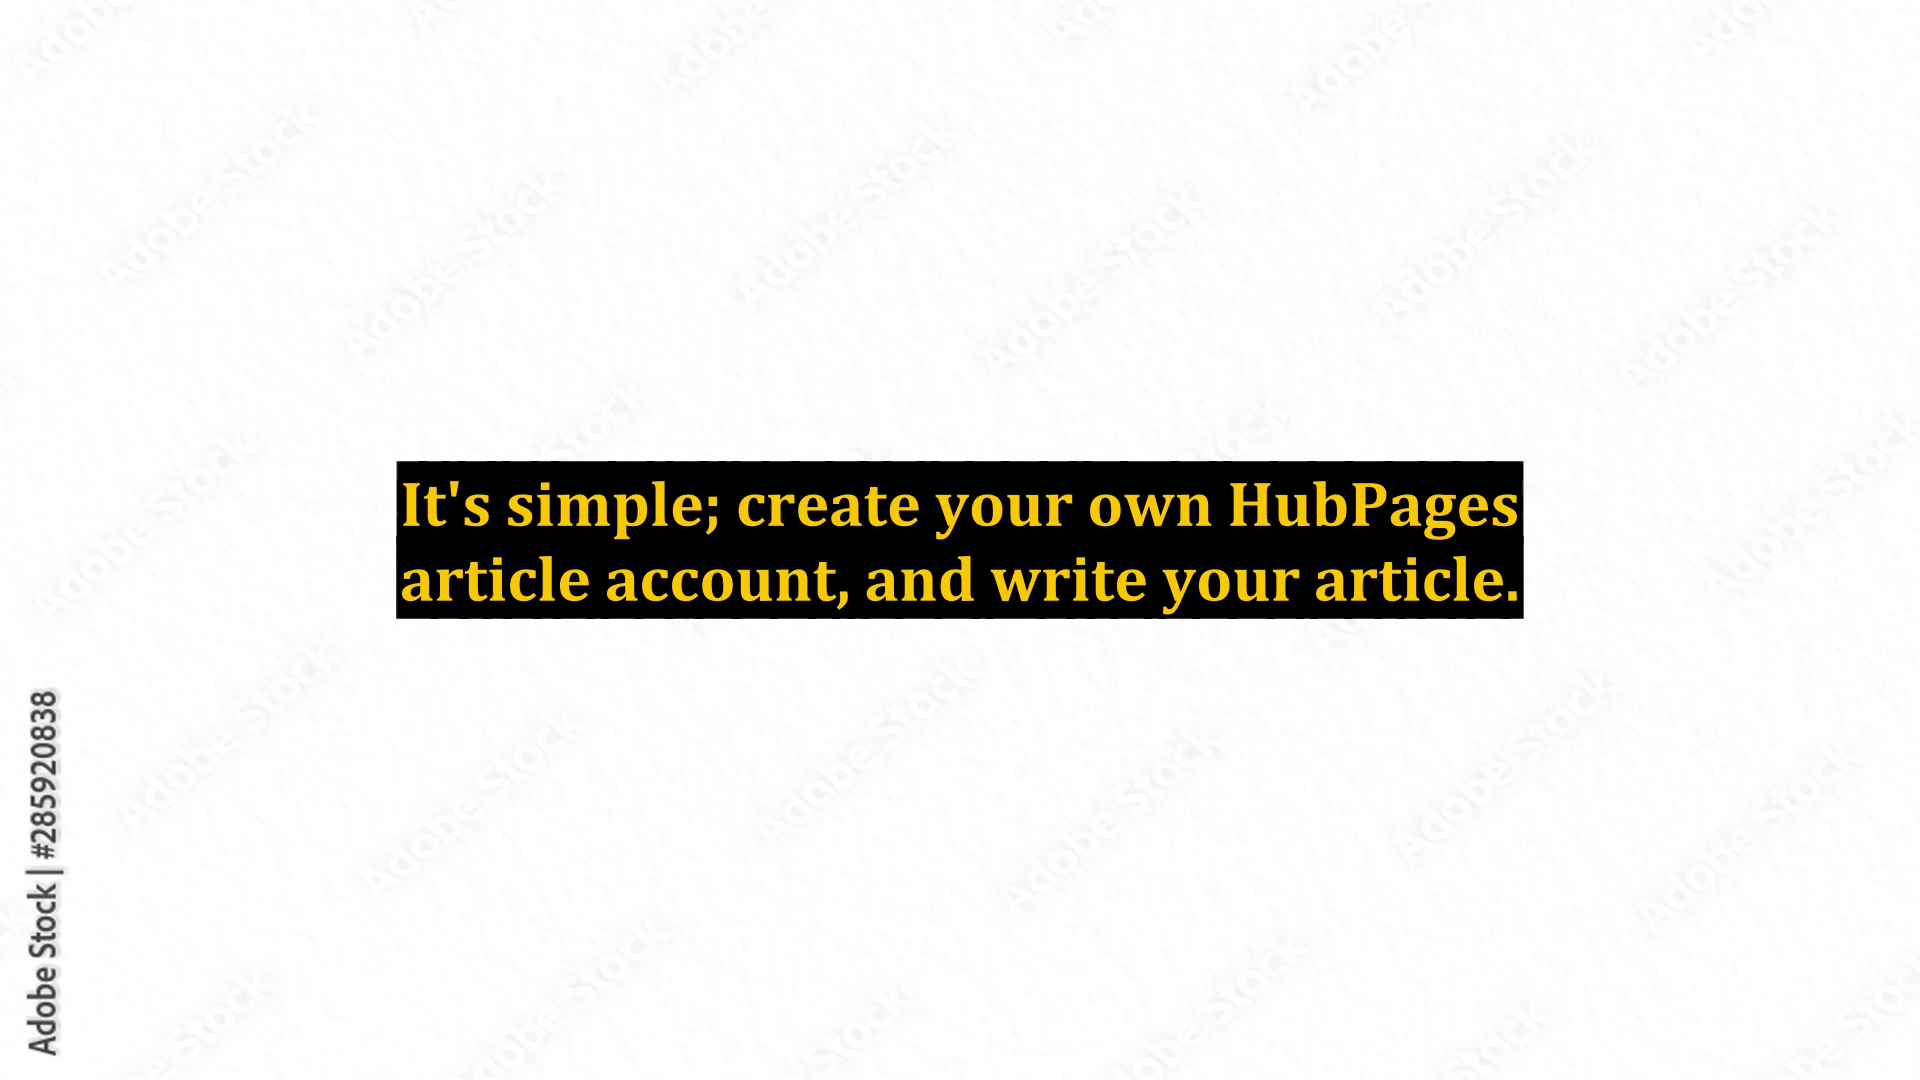 It's simple; create your own HubPages
article account, and write your article.
Adobe Stock | #285920838